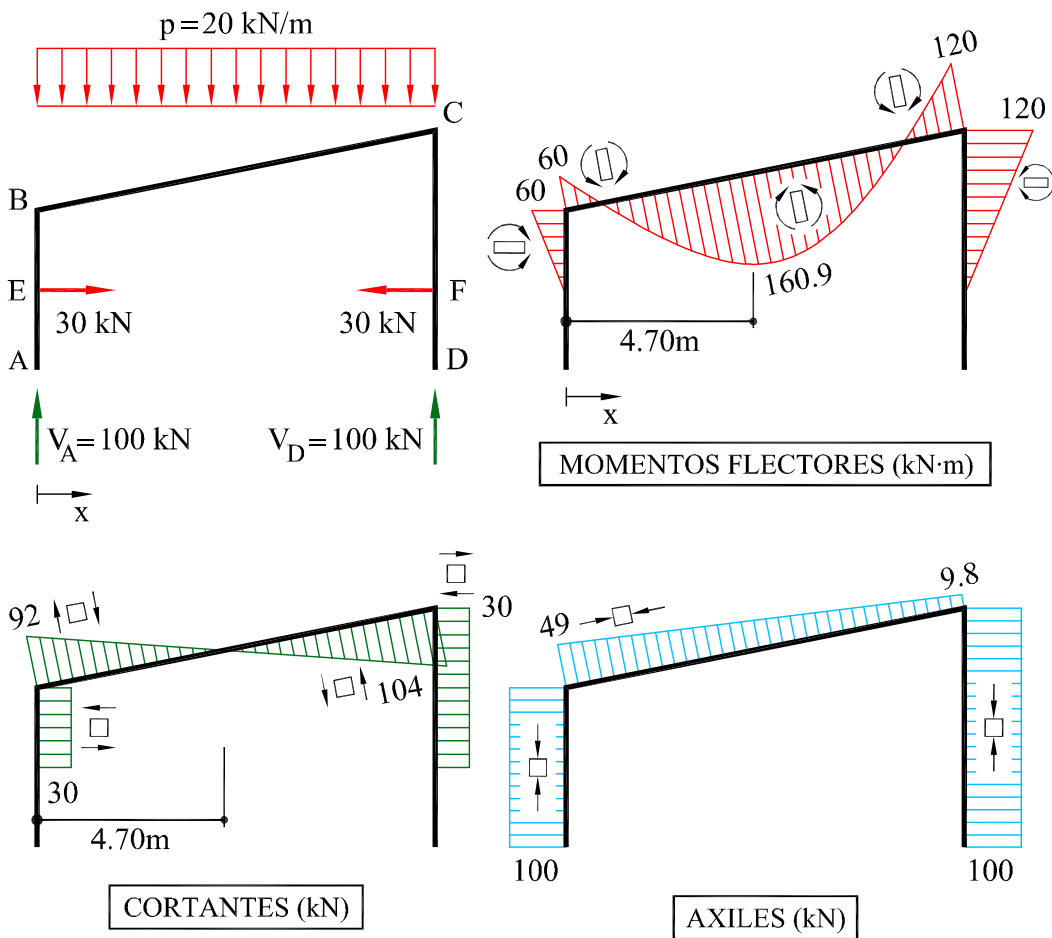 p=20 kN/m
C
B
E
F
30 kN
30 kN
A
D
V_A=100 kN
V_D=100 kN
x
120
120
60
60
160.9
4.70m
x
MOMENTOS FLECTORES (kN·m)
92
30
104
30
4.70m
CORTANTES (kN)
9.8
49
100
100
AXILES (kN)